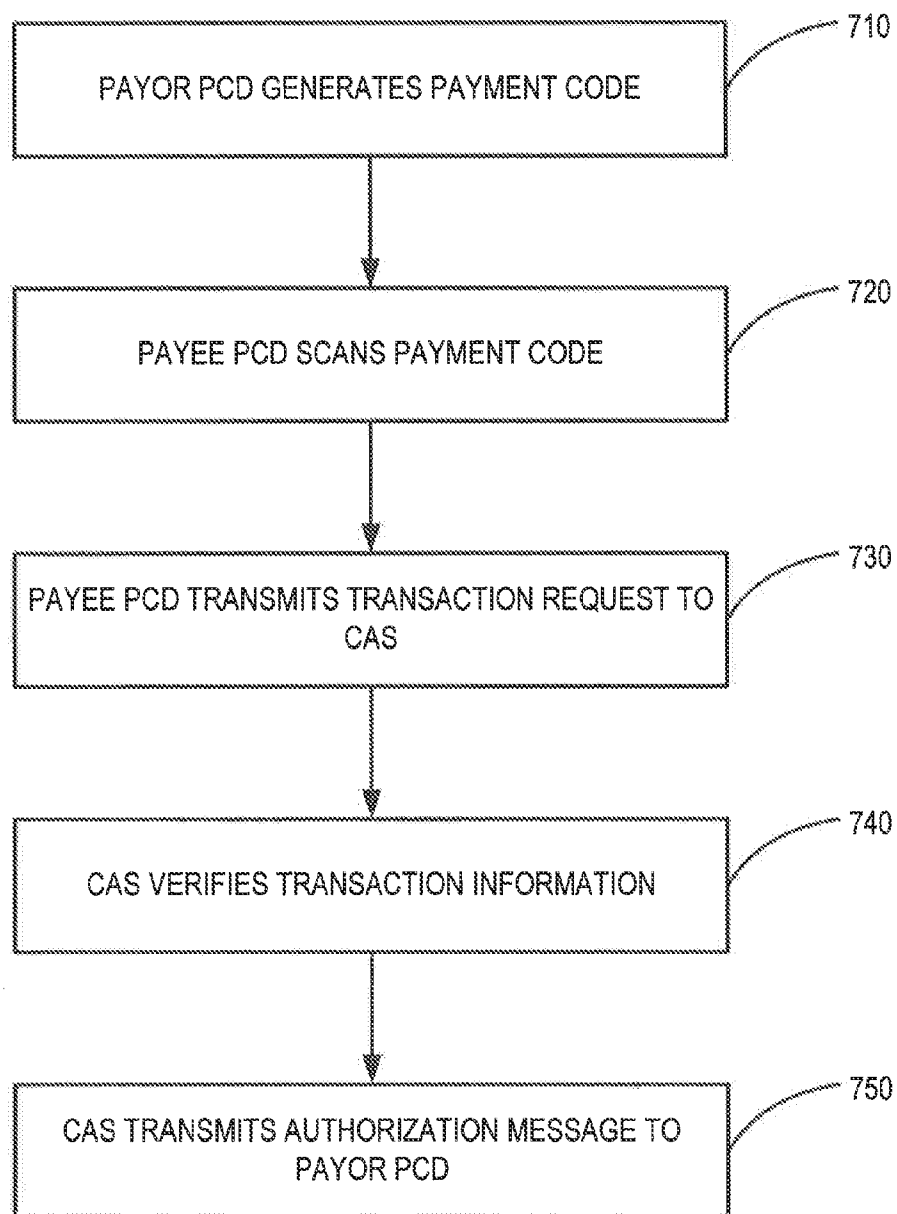 710
PAYOR PCD GENERATES PAYMENT CODE
720
PAYEE PCD SCANS PAYMENT CODE
730
PAYEE PCD TRANSMITS TRANSACTION REQUEST TO
CAS
740
CAS VERIFIES TRANSACTION INFORMATION
750
CAS TRANSMITS AUTHORIZATION MESSAGE TO
PAYOR PCD